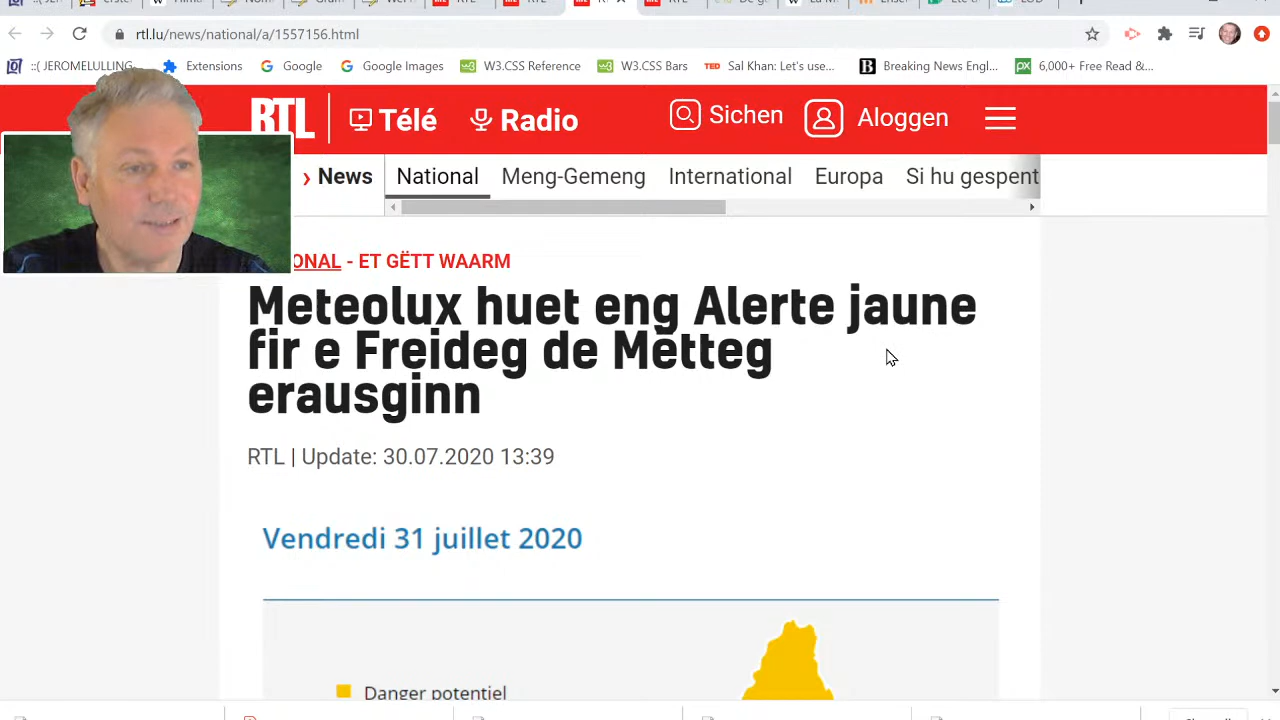 rtl.lu/news/national/a/1557156.html
::( JEROMELULLING- Extensions Google Google Images W3.CSS Reference W3.CSS Bars TED Sal Khan: Let's use... Breaking News Engl... 6,000+ Free Read &...
RTL Télé Radio Sichen Aloggen
› News National Meng-Gemeng International Europa Si hu gespent
ONAL - ET GËTT WAARM
Meteolux huet eng Alerte jaune
fir e Freideg de Mëtteg
erausginn
RTL | Update: 30.07.2020 13:39
Vendredi 31 juillet 2020
Danger potentiel